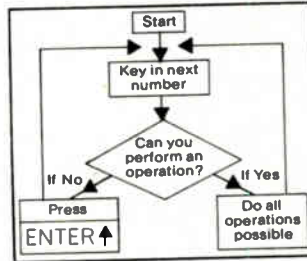 Start
Key in next
number
Can you
perform an
operation?
If No
If Yes
Press
ENTER↑
Do all
operations
possible